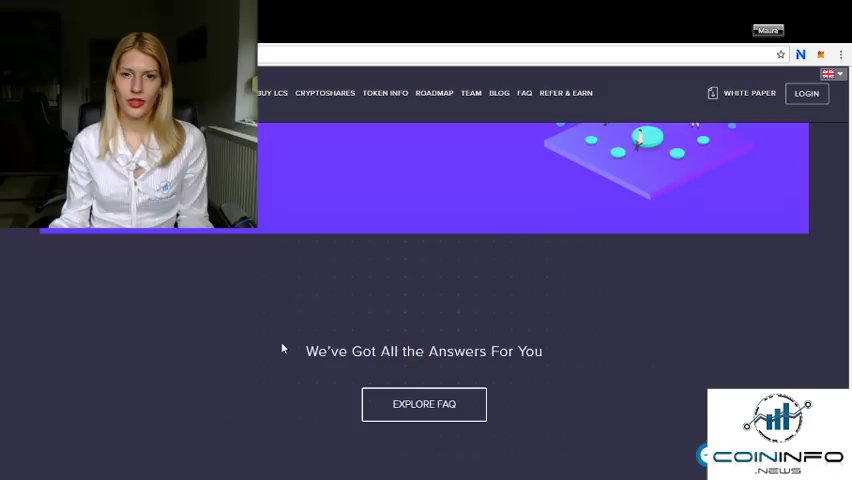 Maura
BUY LCS CRYPTOSHARES TOKEN INFO ROADMAP TEAM BLOG FAQ REFER & EARN WHITE PAPER LOGIN
We've Got All the Answers For You
EXPLORE FAQ
COININFO
.NEWS